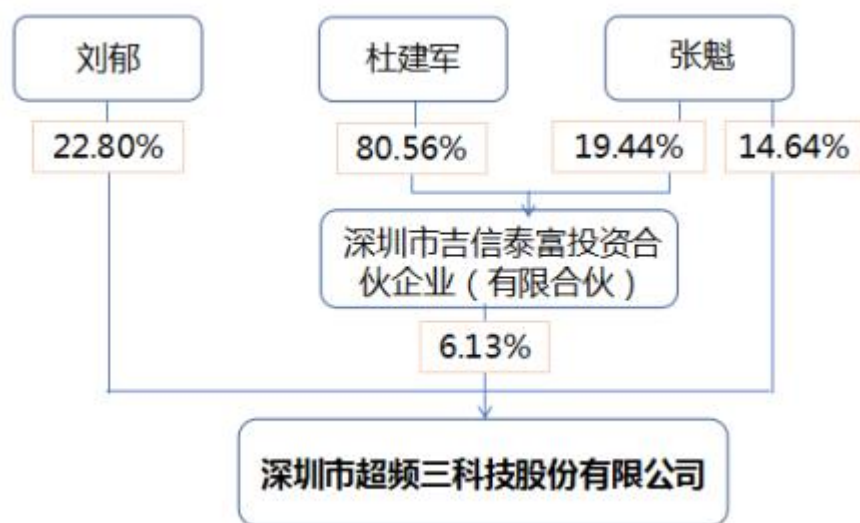 刘郁
杜建军
张魁
22.80%
80.56%
19.44%
14.64%
深圳市吉信泰富投资合
伙企业（有限合伙）
6.13%
深圳市超频三科技股份有限公司